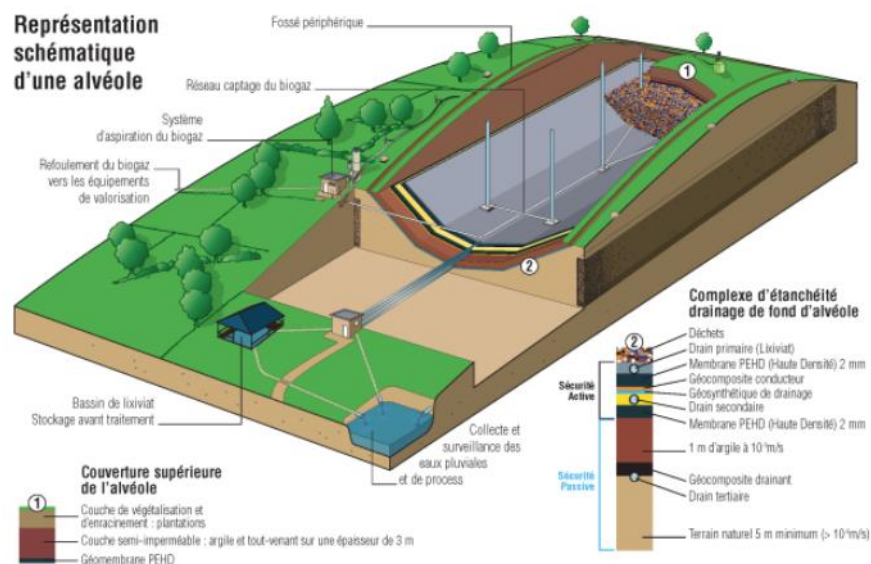 Représentation
schématique
d'une alvéole
Fossé périphérique
Réseau captage du biogaz
Système
d'aspiration du biogaz
Refoulement du biogaz
vers les équipements
de valorisation
1
2
Bassin de lixiviat
Stockage avant traitement
Collecte et
surveillance des
eaux pluviales
et de process
Couverture supérieure
de l'alvéole
1
Couche de végétalisation et
d'enracinement : plantations
Couche semi-imperméable : argile et tout-venant sur une épaisseur de 3 m
Géomembrane PEHD
Complexe d'étanchéité
drainage de fond d'alvéole
2
Déchets
Drain primaire (Lixiviat)
Membrane PEHD (Haute Densité) 2 mm
Géocomposite conducteur
Géosynthétique de drainage
Drain secondaire
Membrane PEHD (Haute Densité) 2 mm
Sécurité
Active
1 m d'argile à
Sécurité
Passive
Géocomposite drainant
Drain tertiaire
Terrain naturel 5 m minimum